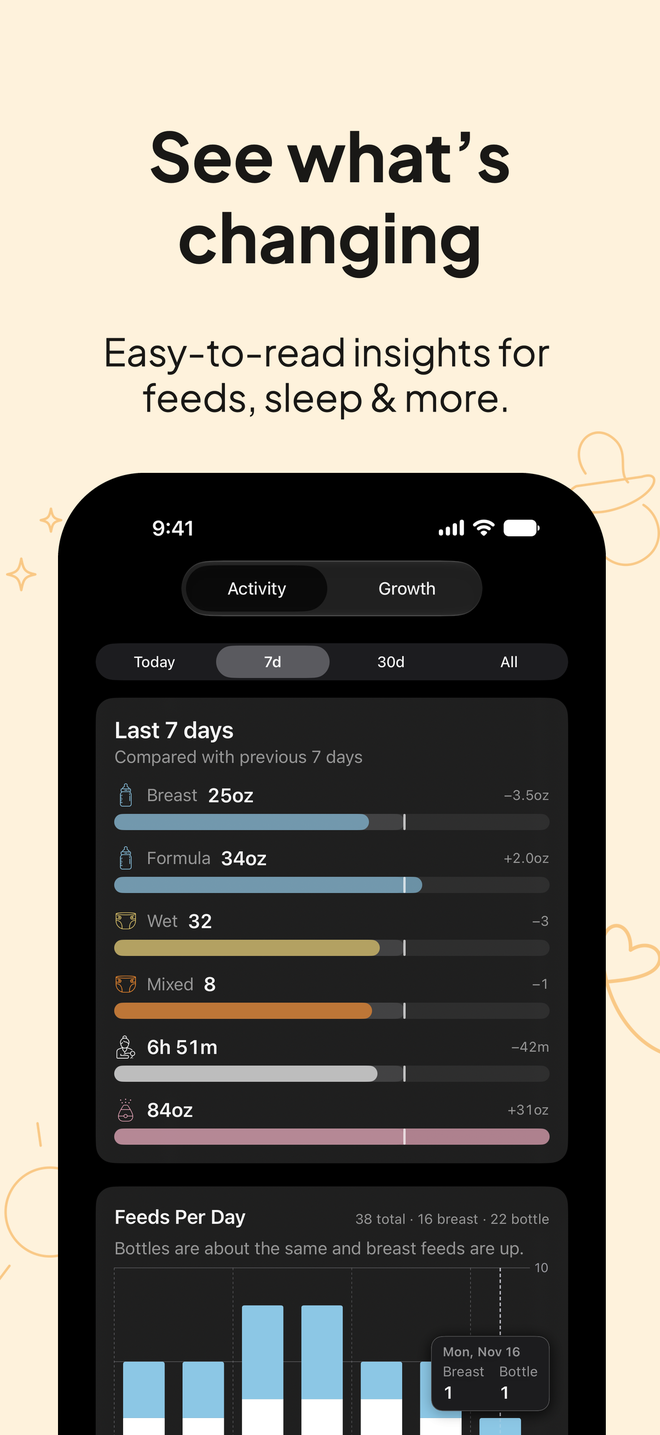 See what’s
changing
Easy-to-read insights for
feeds, sleep & more.
9:41
Activity Growth
Today 7d 30d All
Last 7 days
Compared with previous 7 days
Breast 25oz −3.5oz
Formula 34oz +2.0oz
Wet 32 −3
Mixed 8 −1
6h 51m −42m
84oz +31oz
Feeds Per Day 38 total · 16 breast · 22 bottle
Bottles are about the same and breast feeds are up.
10
Mon, Nov 16
Breast Bottle
1 1